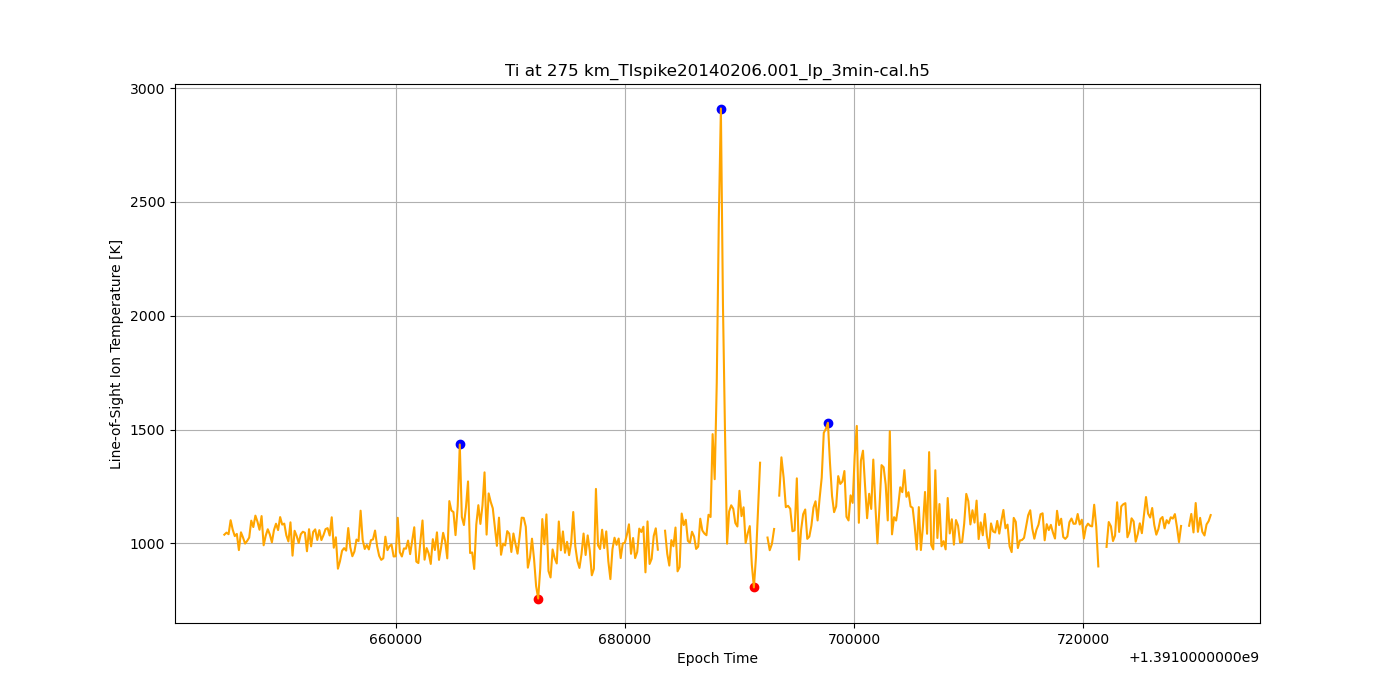 Ti at 275 km_TIspike20140206.001_lp_3min-cal.h5
3000
2500
2000
1500
1000
Line-of-Sight Ion Temperature [K]
660000
680000
700000
720000
Epoch Time
+1.3910000000e9